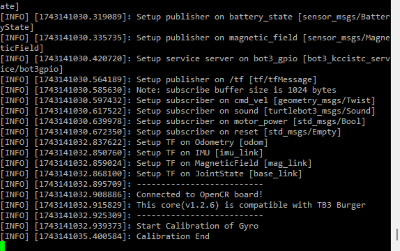 ate]
[INFO] [1743141030.319089]: Setup publisher on battery_state [sensor_msgs/Batter
yState]
[INFO] [1743141030.335735]: Setup publisher on magnetic_field [sensor_msgs/Magne
ticField]
[INFO] [1743141030.420720]: Setup service server on bot3_gpio [bot3_kccistc_serv
ice/bot3gpio]
[INFO] [1743141030.564189]: Setup publisher on /tf [tf/tfMessage]
[INFO] [1743141030.585630]: Note: subscribe buffer size is 1024 bytes
[INFO] [1743141030.597432]: Setup subscriber on cmd_vel [geometry_msgs/Twist]
[INFO] [1743141030.617522]: Setup subscriber on sound [turtlebot3_msgs/Sound]
[INFO] [1743141030.639978]: Setup subscriber on motor_power [std_msgs/Bool]
[INFO] [1743141030.672350]: Setup subscriber on reset [std_msgs/Empty]
[INFO] [1743141032.837622]: Setup TF on Odometry [odom]
[INFO] [1743141032.850760]: Setup TF on IMU [imu_link]
[INFO] [1743141032.859024]: Setup TF on MagneticField [mag_link]
[INFO] [1743141032.868100]: Setup TF on JointState [base_link]
[INFO] [1743141032.895709]: --------------------------
[INFO] [1743141032.908886]: Connected to OpenCR board!
[INFO] [1743141032.915829]: This core(v1.2.6) is compatible with TB3 Burger
[INFO] [1743141032.925309]: --------------------------
[INFO] [1743141032.939373]: Start Calibration of Gyro
[INFO] [1743141035.400584]: Calibration End